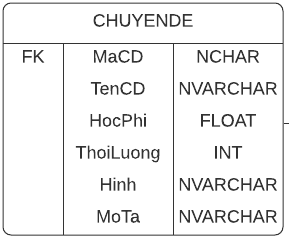 CHUYENDE
FK MaCD NCHAR
TenCD NVARCHAR
HocPhi FLOAT
ThoiLuong INT
Hinh NVARCHAR
MoTa NVARCHAR